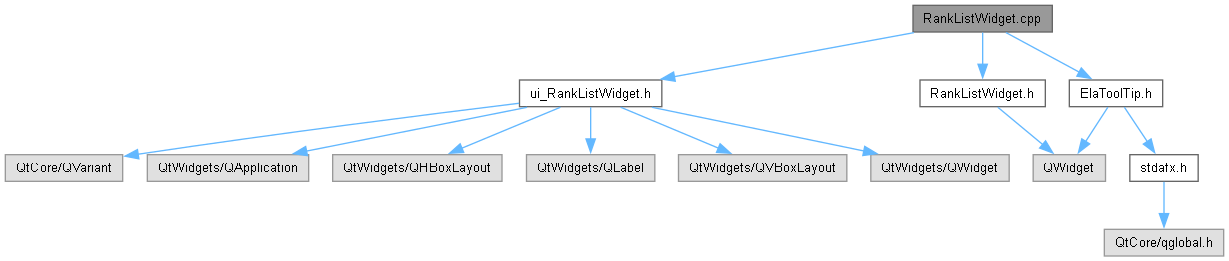 RankListWidget.cpp
ui_RankListWidget.h
RankListWidget.h
ElaToolTip.h
QtCore/QVariant
QtWidgets/QApplication
QtWidgets/QHBoxLayout
QtWidgets/QLabel
QtWidgets/QVBoxLayout
QtWidgets/QWidget
QWidget
stdafx.h
QtCore/qglobal.h